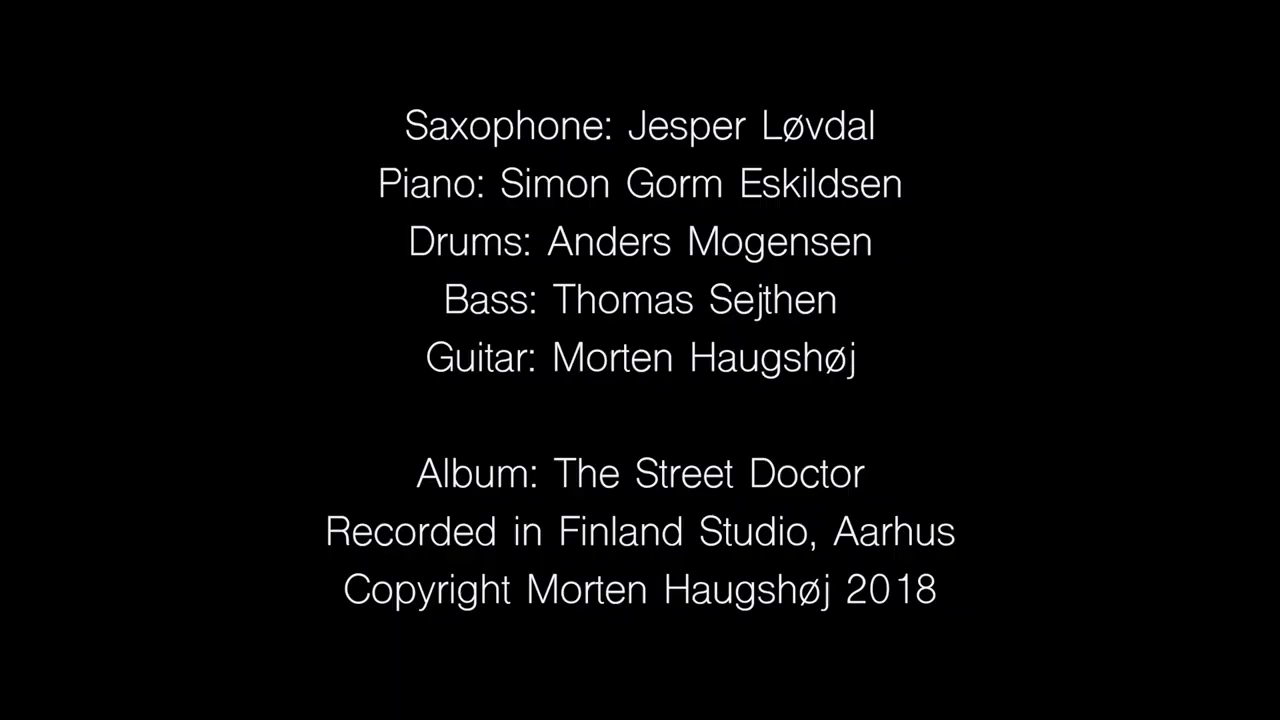 Saxophone: Jesper Løvdal
Piano: Simon Gorm Eskildsen
Drums: Anders Mogensen
Bass: Thomas Sejthen
Guitar: Morten Haugshøj
Album: The Street Doctor
Recorded in Finland Studio, Aarhus
Copyright Morten Haugshøj 2018